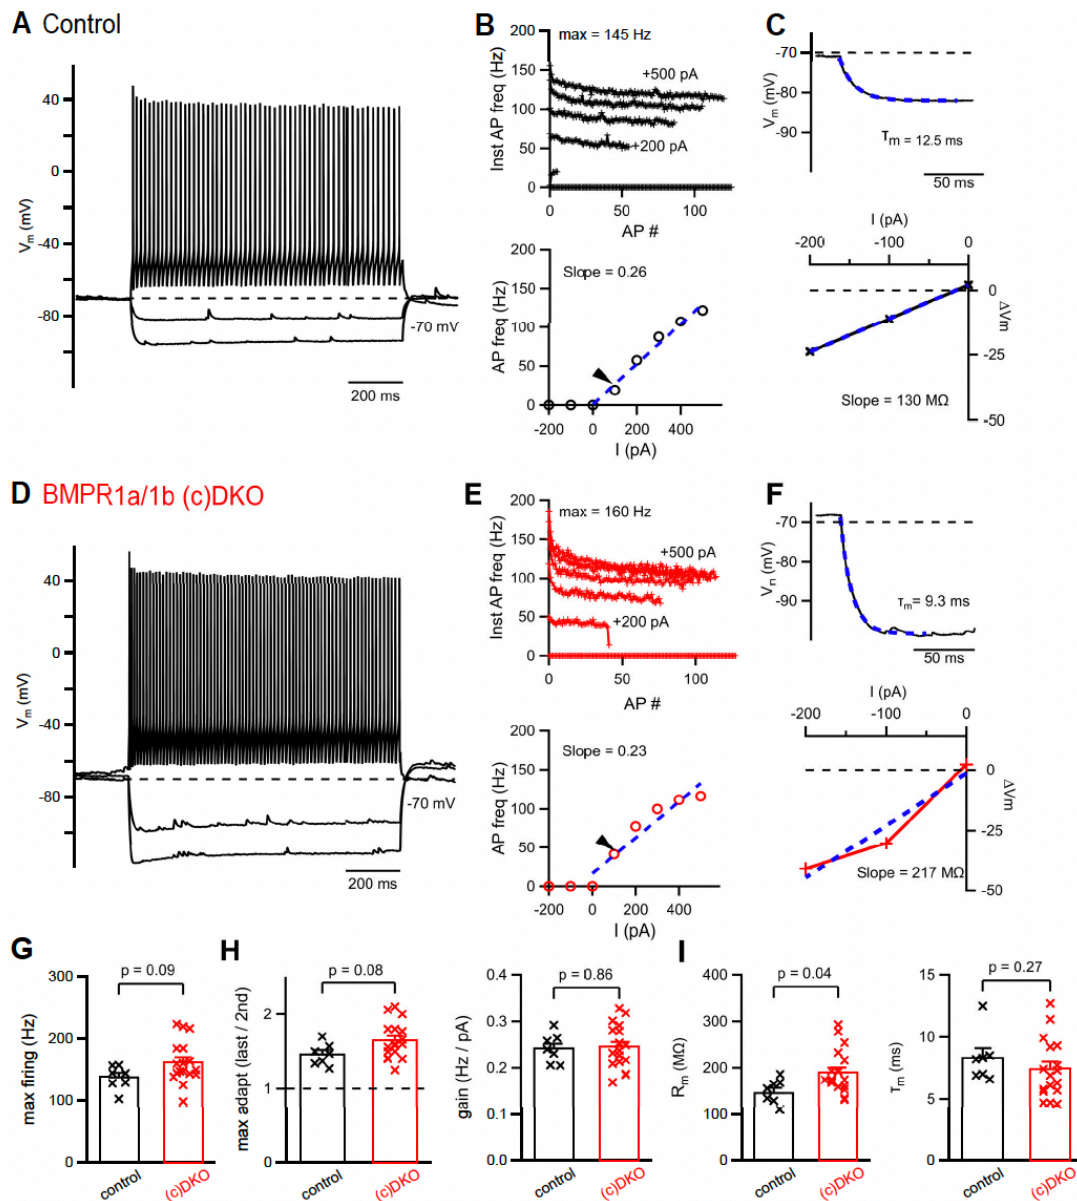 A Control
Vm (mV)
40
0
-40
-80
-70 mV
200 ms
B
Inst AP freq (Hz)
200
150
100
50
0
max = 145 Hz
+500 pA
+200 pA
0 50 100
AP #
AP freq (Hz)
200
150
100
50
0
Slope = 0.26
-200 0 200 400
I (pA)
C
Vm (mV)
-70
-80
-90
Tm = 12.5 ms
50 ms
I (pA)
-200 -100 0
0
-25
-50
ΔVm
Slope = 130 MΩ
D BMPR1a/1b (c)DKO
Vm (mV)
40
0
-40
-80
-70 mV
200 ms
E
Inst AP freq (Hz)
200
150
100
50
0
max = 160 Hz
+500 pA
+200 pA
0 50 100
AP #
AP freq (Hz)
200
150
100
50
0
Slope = 0.23
-200 0 200 400
I (pA)
F
Vn (mV)
-70
-80
-90
τm= 9.3 ms
50 ms
I (pA)
-200 -100 0
0
-25
-50
ΔVm
Slope = 217 MΩ
G
max firing (Hz)
300
200
100
0
p = 0.09
control (c)DKO
H
max adapt (last / 2nd)
2
1
0
p = 0.08
control (c)DKO
gain (Hz / pA)
0.4
0.3
0.2
0.1
0.0
p = 0.86
control (c)DKO
I
Rm (MΩ)
400
300
200
100
0
p = 0.04
control (c)DKO
τm (ms)
15
10
5
0
p = 0.27
control (c)DKO